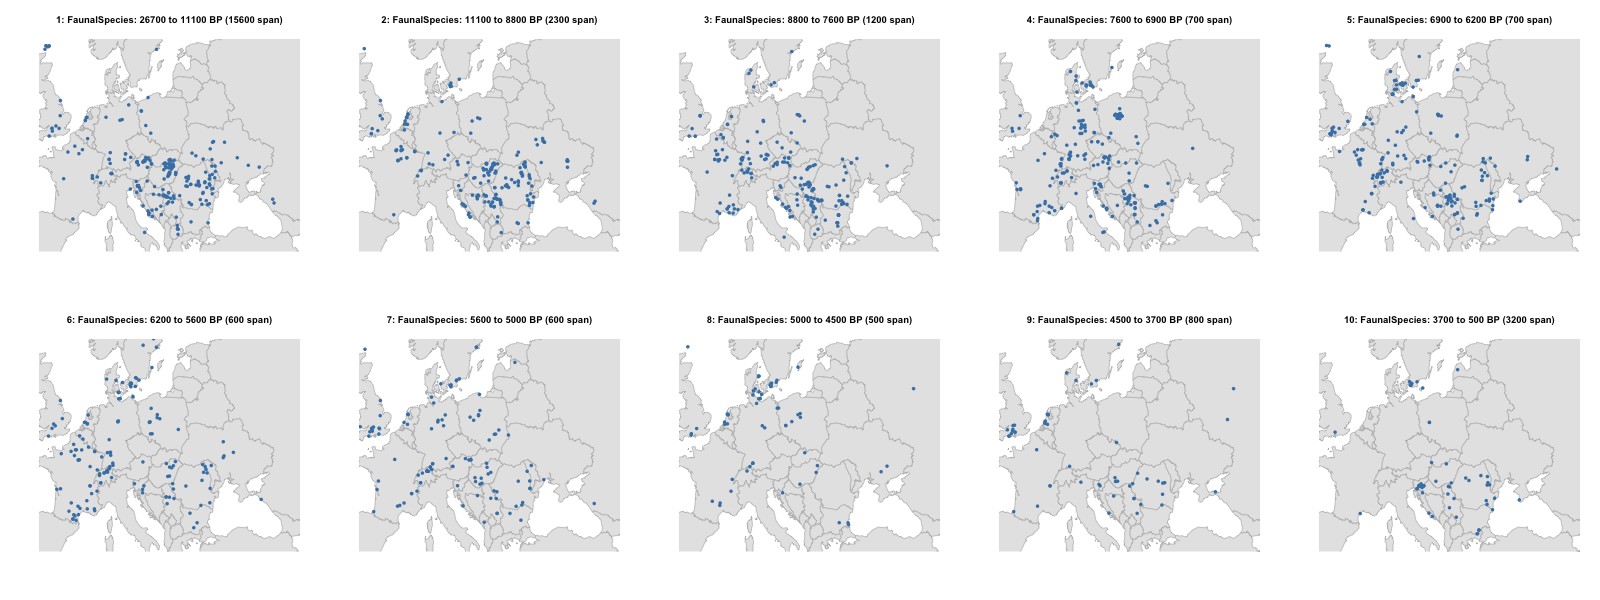 1: FaunalSpecies: 26700 to 11100 BP (15600 span)
2: FaunalSpecies: 11100 to 8800 BP (2300 span)
3: FaunalSpecies: 8800 to 7600 BP (1200 span)
4: FaunalSpecies: 7600 to 6900 BP (700 span)
5: FaunalSpecies: 6900 to 6200 BP (700 span)
6: FaunalSpecies: 6200 to 5600 BP (600 span)
7: FaunalSpecies: 5600 to 5000 BP (600 span)
8: FaunalSpecies: 5000 to 4500 BP (500 span)
9: FaunalSpecies: 4500 to 3700 BP (800 span)
10: FaunalSpecies: 3700 to 500 BP (3200 span)